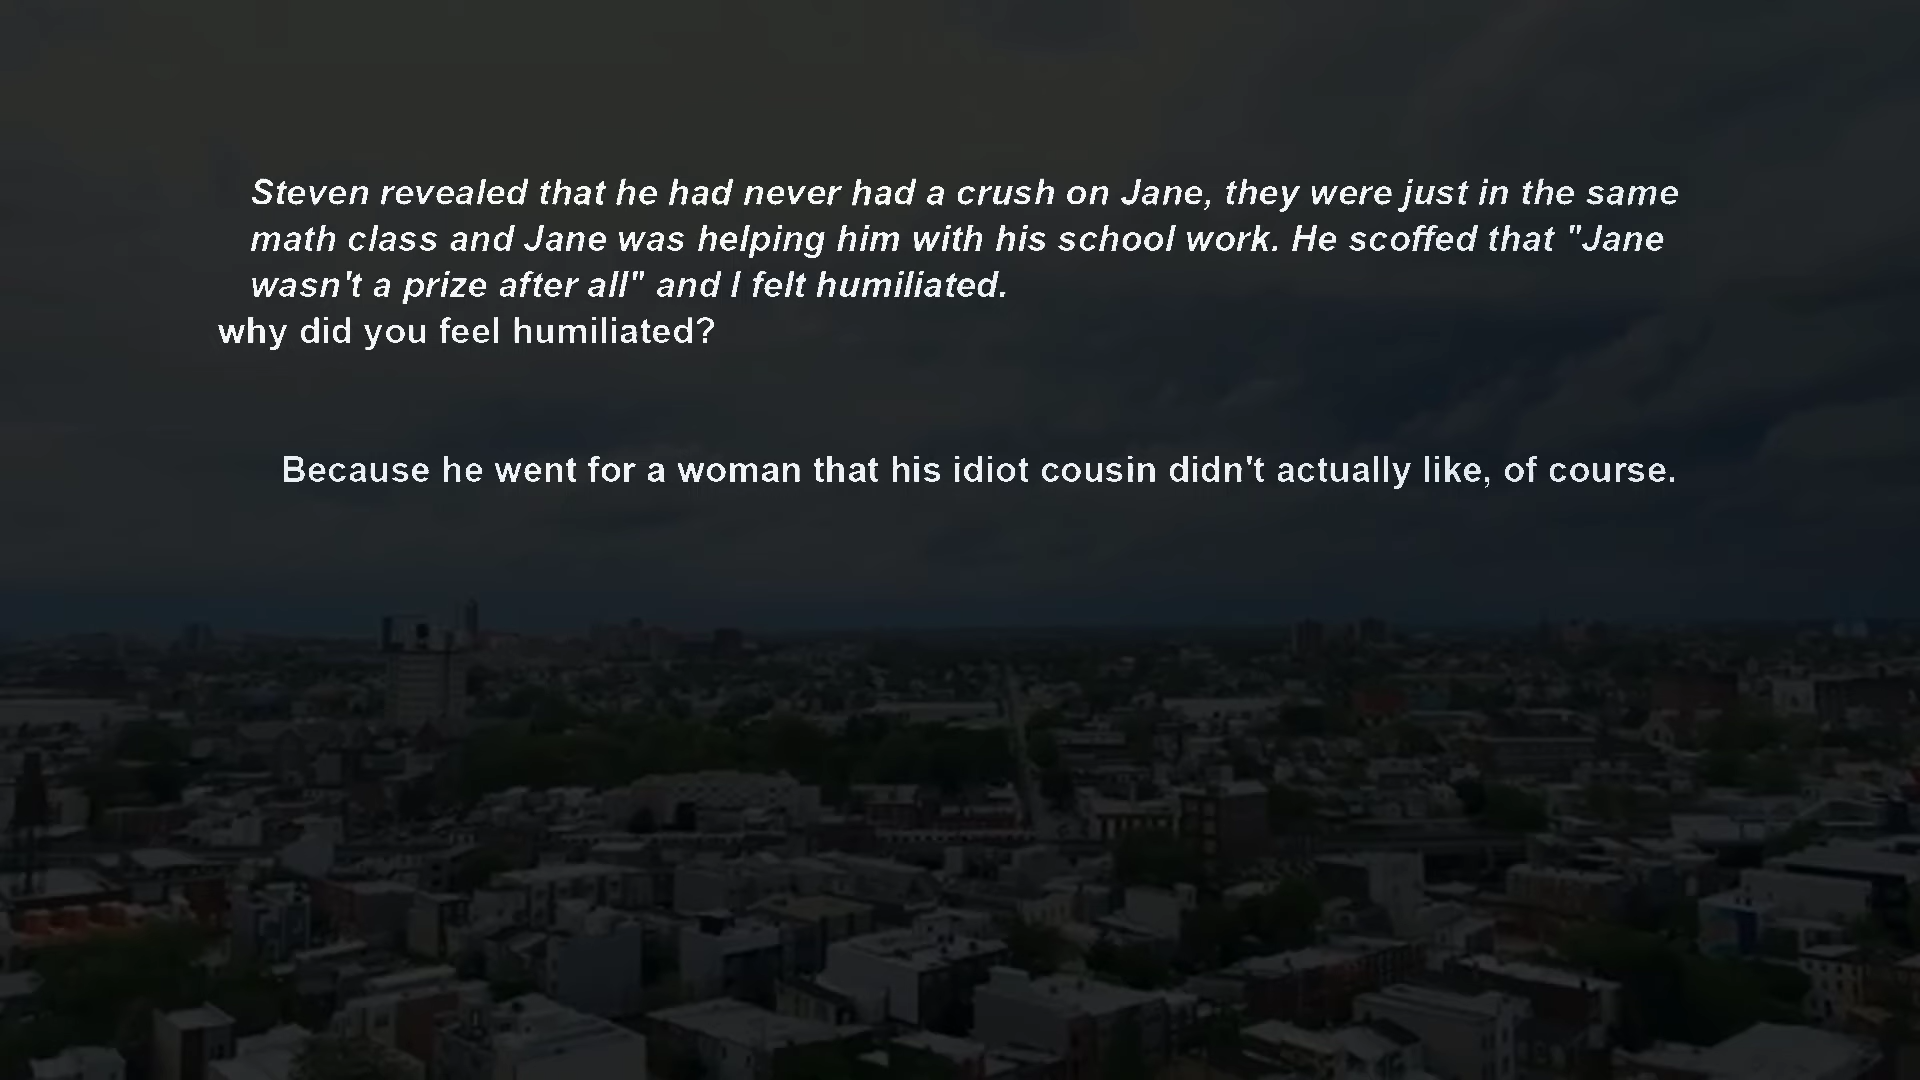 Steven revealed that he had never had a crush on Jane, they were just in the same
math class and Jane was helping him with his school work. He scoffed that "Jane
wasn't a prize after all" and I felt humiliated.
why did you feel humiliated?
Because he went for a woman that his idiot cousin didn't actually like, of course.